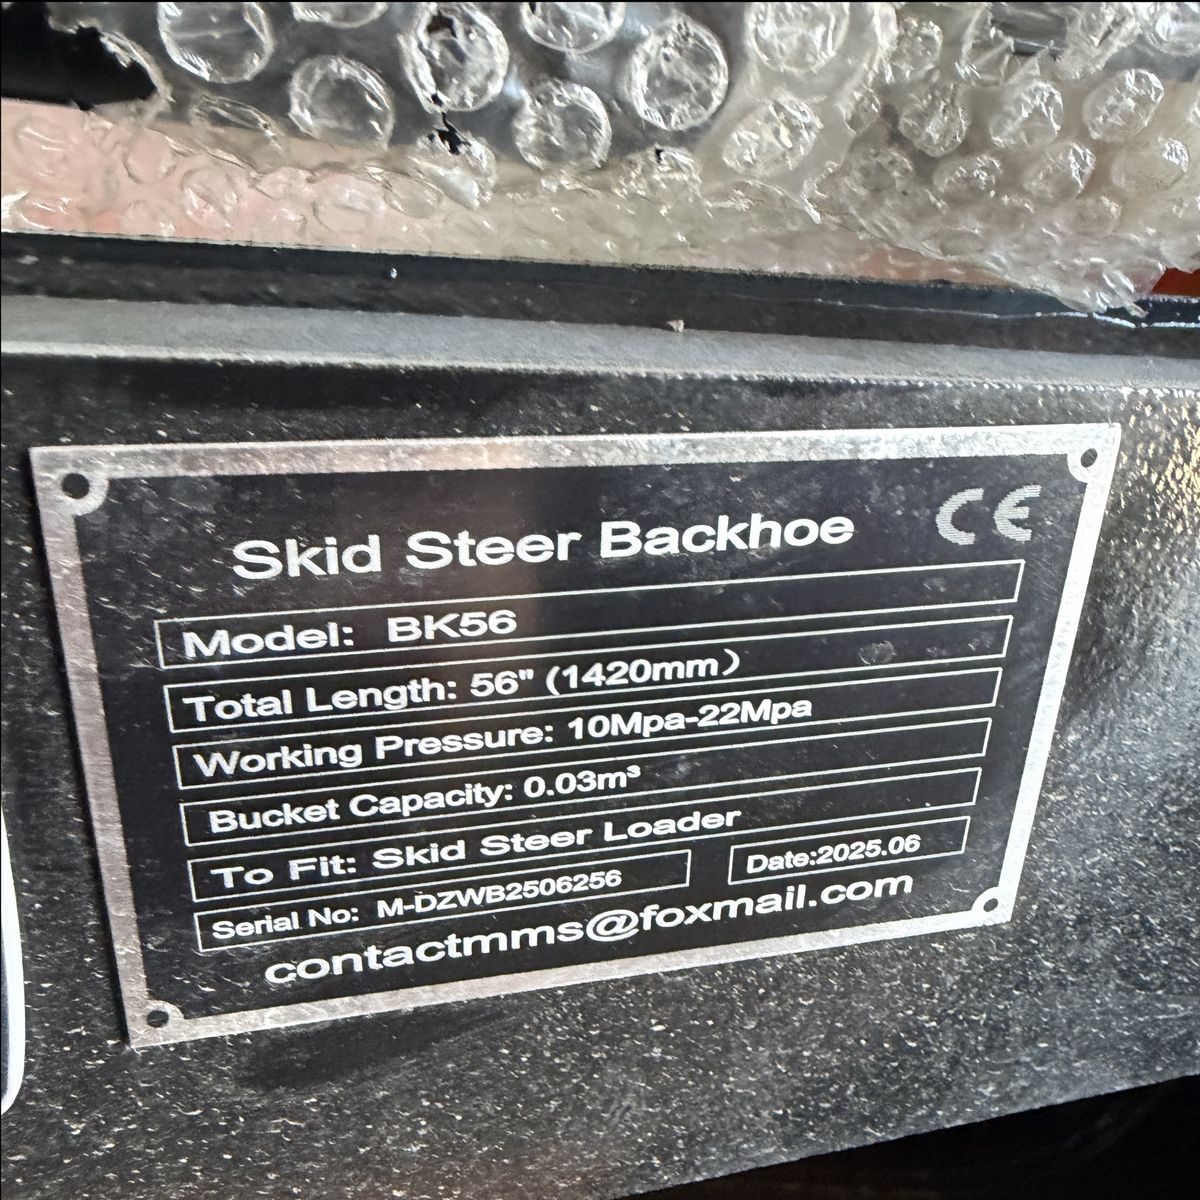 Skid Steer Backhoe CE
Model: BK56
Total Length: 56" (1420mm）
Working Pressure: 10Mpa-22Mpa
Bucket Capacity: 0.03m³
To Fit: Skid Steer Loader
Serial No: M-DZWB2506256 Date:2025.06
contactmms@foxmail.com